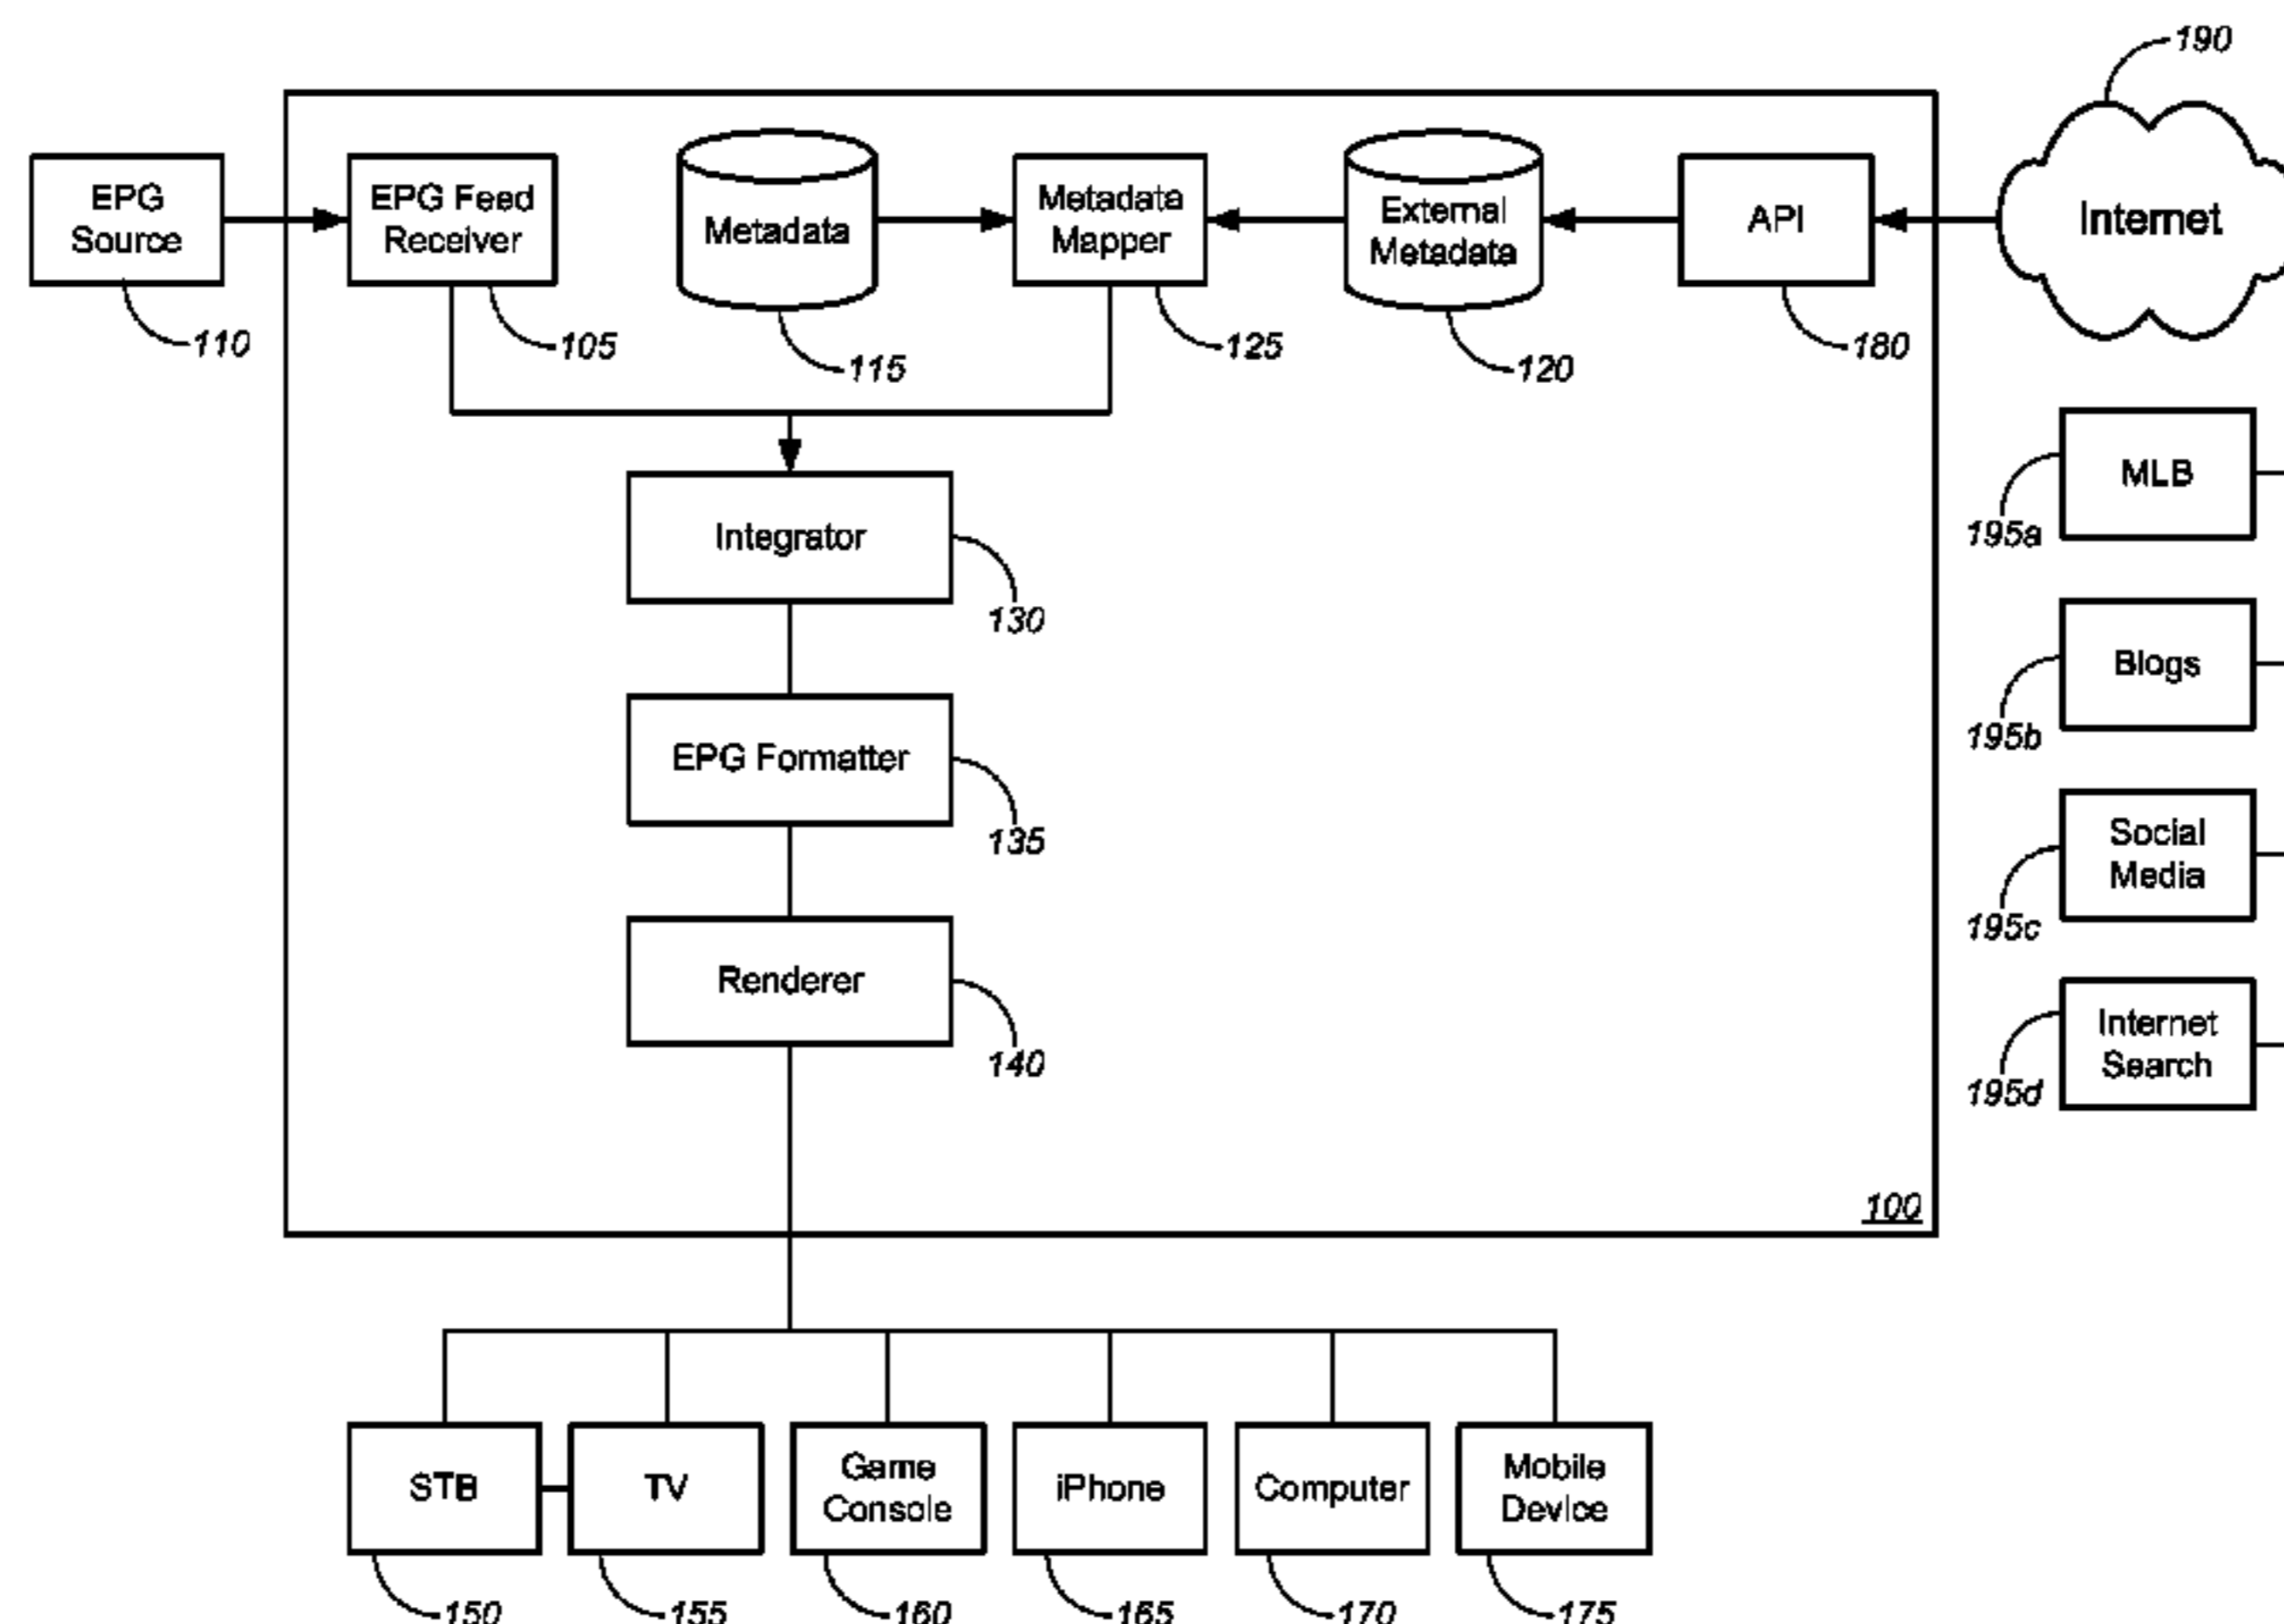 190
EPG
Source
EPG Feed
Receiver
Metadata
Metadata
Mapper
External
Metadata
API
Internet
110
105
115
125
120
180
MLB
195a
Integrator
130
Blogs
195b
EPG Formatter
135
Social
Media
195c
Renderer
140
Internet
Search
195d
100
STB
TV
Game
Console
iPhone
Computer
Mobile
Device
150
155
160
165
170
175